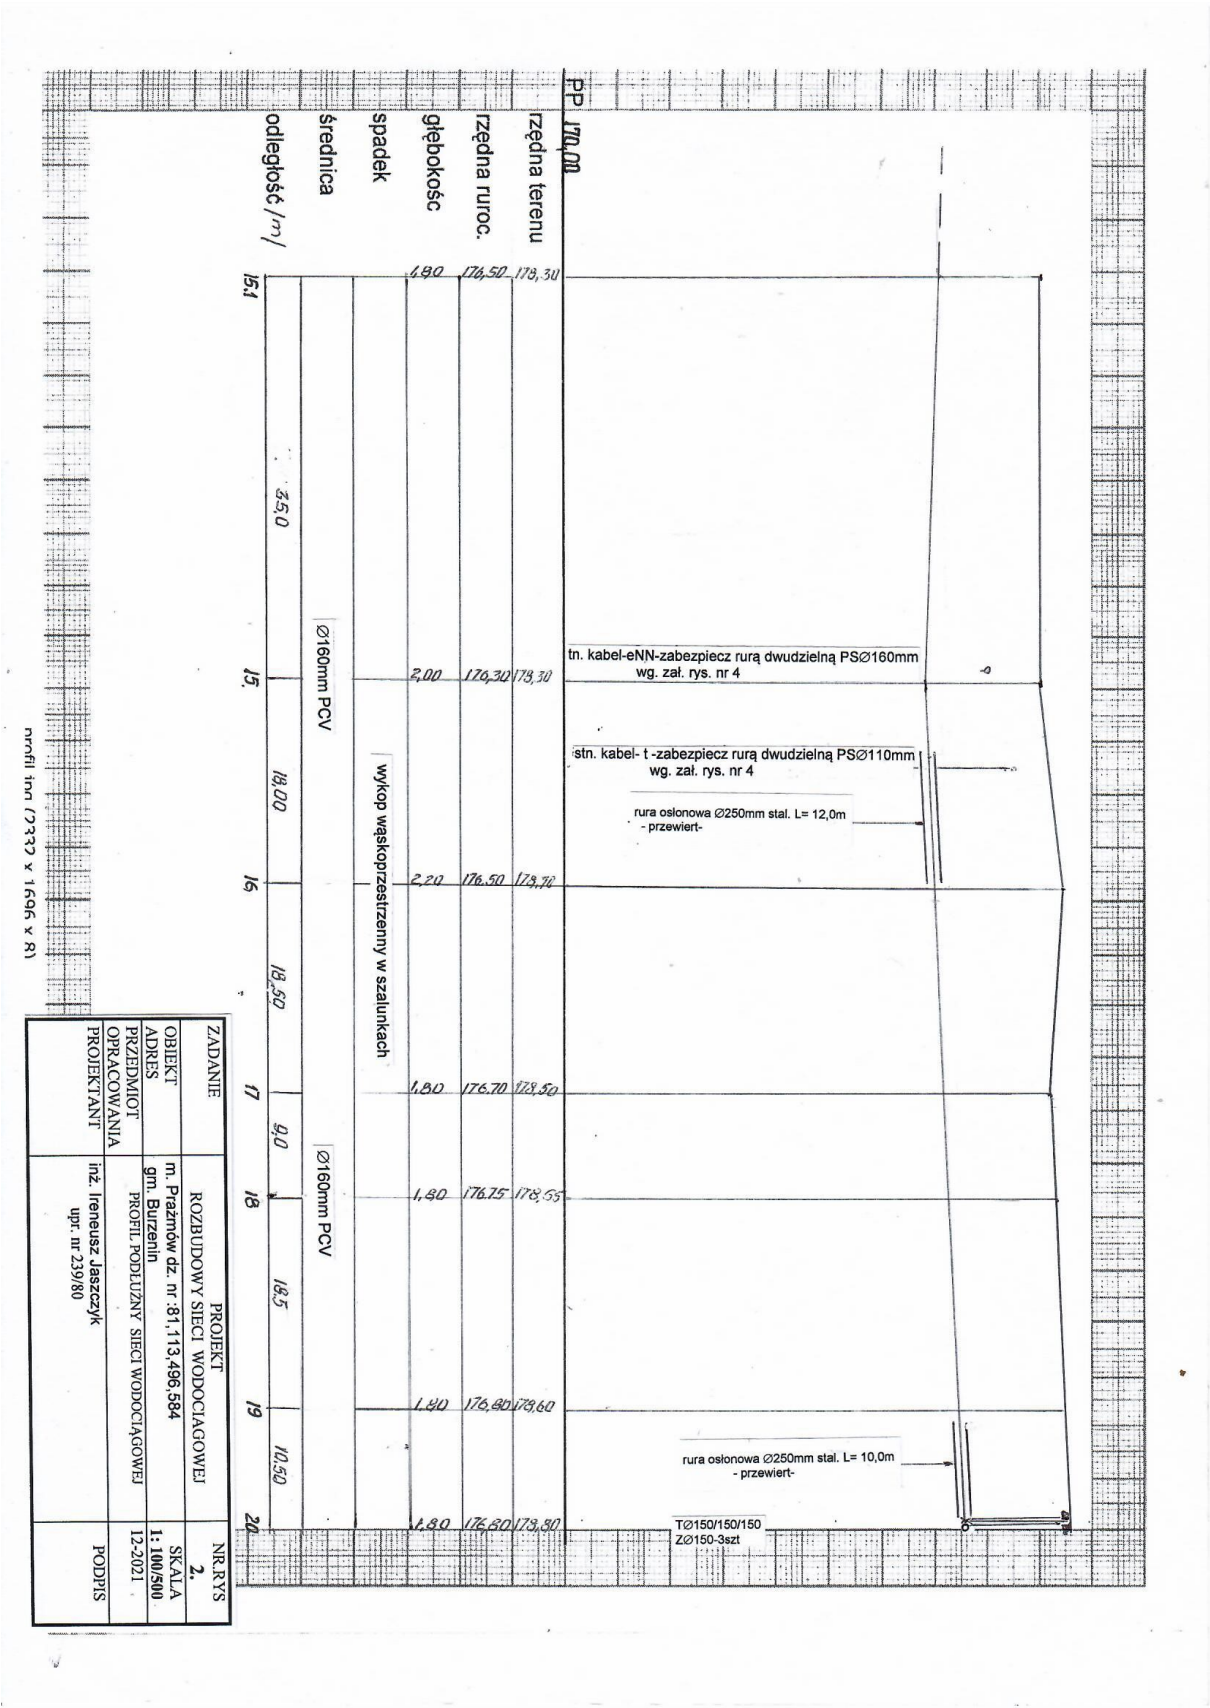 PP 170,00
rzędna terenu
178,30 178,30 178,70 178,50 178,55 178,60 178,80
rzędna ruroc.
176,50 176,30 176.50 176.70 176.75 176,80 176,80
głębokośc
1,80 2,00 2,20 1,80 1,80 1,80 1,80
spadek
wykop wąskoprzestrzenny w szalunkach
średnica
Ø160mm PCV
Ø160mm PCV
odległość /m/
35,0 18,00 18,50 9,0 18.5 10,50
15.1 15. 16 17 18 19 20
tn. kabel-eNN-zabezpiecz rurą dwudzielną PSØ160mm
wg. zał. rys. nr 4
stn. kabel- t -zabezpiecz rurą dwudzielną PSØ110mm
wg. zał. rys. nr 4
rura osłonowa Ø250mm stal. L= 12,0m
- przewiert-
rura osłonowa Ø250mm stal. L= 10,0m
- przewiert-
TØ150/150/150
ZØ150-3szt
ZADANIE
PROJEKT
ROZBUDOWY SIECI WODOCIAGOWEJ
NR.RYS
2.
OBIEKT
ADRES
m. Prażmów dz. nr :81,113,496,584
gm. Burzenin
SKALA
1: 100/500
PRZEDMIOT
OPRACOWANIA
PROFIL PODŁUŻNY SIECI WODOCIĄGOWEJ
12-2021
PROJEKTANT
inż. Ireneusz Jaszczyk
upr. nr 239/80
PODPIS
profil.jpg (2332 x 1696 x 8)